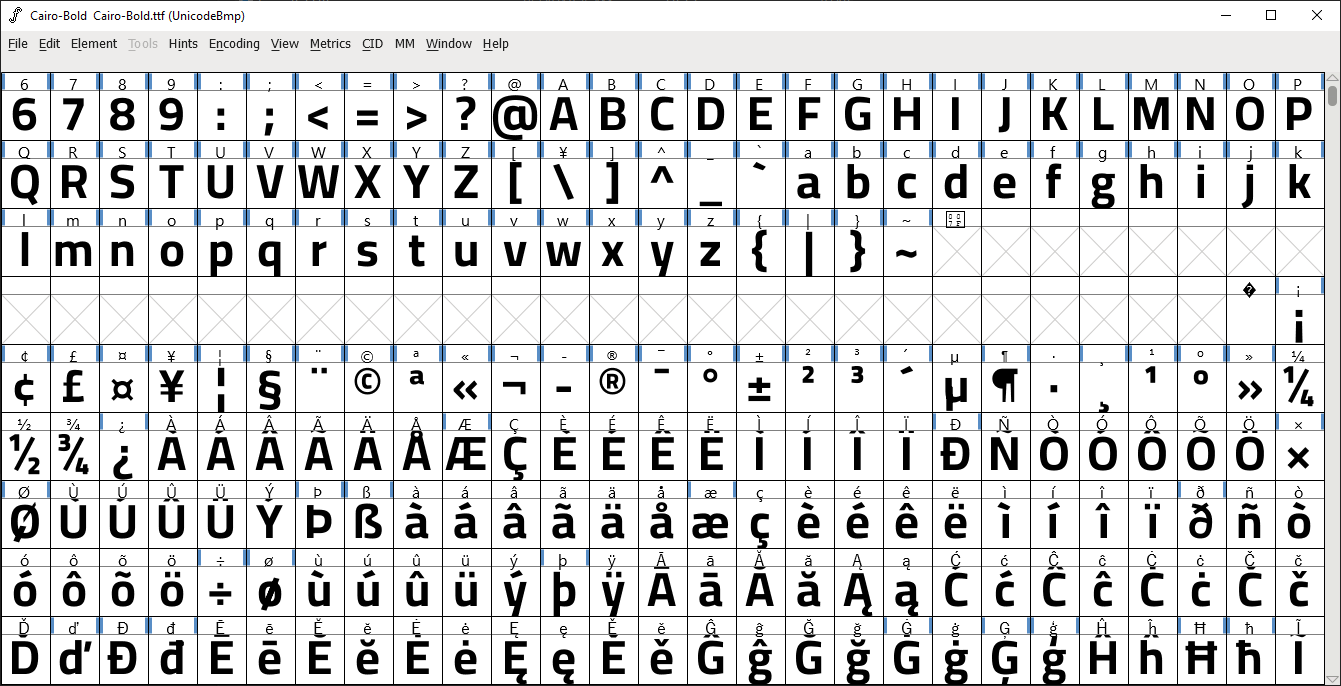 Cairo-Bold Cairo-Bold.ttf (UnicodeBmp)
File Edit Element Tools Hints Encoding View Metrics CID MM Window Help
6 7 8 9 : ; < = > ? @ A B C D E F G H I J K L M N O P
6 7 8 9 : ; < = > ? @ A B C D E F G H I J K L M N O P
Q R S T U V W X Y Z [ ¥ ] ^ _ ` a b c d e f g h i j k
Q R S T U V W X Y Z [ \ ] ^ _ ` a b c d e f g h i j k
l m n o p q r s t u v w x y z { | } ~
l m n o p q r s t u v w x y z { | } ~
� ¡
¡
¢ £ ¤ ¥ ¦ § ¨ © ª « ¬ - ® ¯ ° ± ² ³ ´ µ ¶ · ¸ ¹ º » ¼
¢ £ ¤ ¥ ¦ § ¨ © ª « ¬ - ® ¯ ° ± ² ³ ´ µ ¶ · ¸ ¹ º » ¼
½ ¾ ¿ À Á Â Ã Ä Å Æ Ç È É Ê Ë Ì Í Î Ï Ð Ñ Ò Ó Ô Õ Ö ×
½ ¾ ¿ À Á Â Ã Ä Å Æ Ç È É Ê Ë Ì Í Î Ï Ð Ñ Ò Ó Ô Õ Ö ×
Ø Ù Ú Û Ü Ý Þ ß à á â ã ä å æ ç è é ê ë ì í î ï ð ñ ò
Ø Ù Ú Û Ü Ý Þ ß à á â ã ä å æ ç è é ê ë ì í î ï ð ñ ò
ó ô õ ö ÷ ø ù ú û ü ý þ ÿ Ā ā Ă ă Ą ą Ć ć Ĉ ĉ Ċ ċ Č č
ó ô õ ö ÷ ø ù ú û ü ý þ ÿ Ā ā Ă ă Ą ą Ć ć Ĉ ĉ Ċ ċ Č č
Ď ď Đ đ Ē ē Ĕ ĕ Ė ė Ę ę Ě ě Ĝ ĝ Ğ ğ Ġ ġ Ģ ģ Ĥ ĥ Ħ ħ Ĩ
Ď ď Đ đ Ē ē Ĕ ĕ Ė ė Ę ę Ě ě Ĝ ĝ Ğ ğ Ġ ġ Ģ ģ Ĥ ĥ Ħ ħ Ĩ